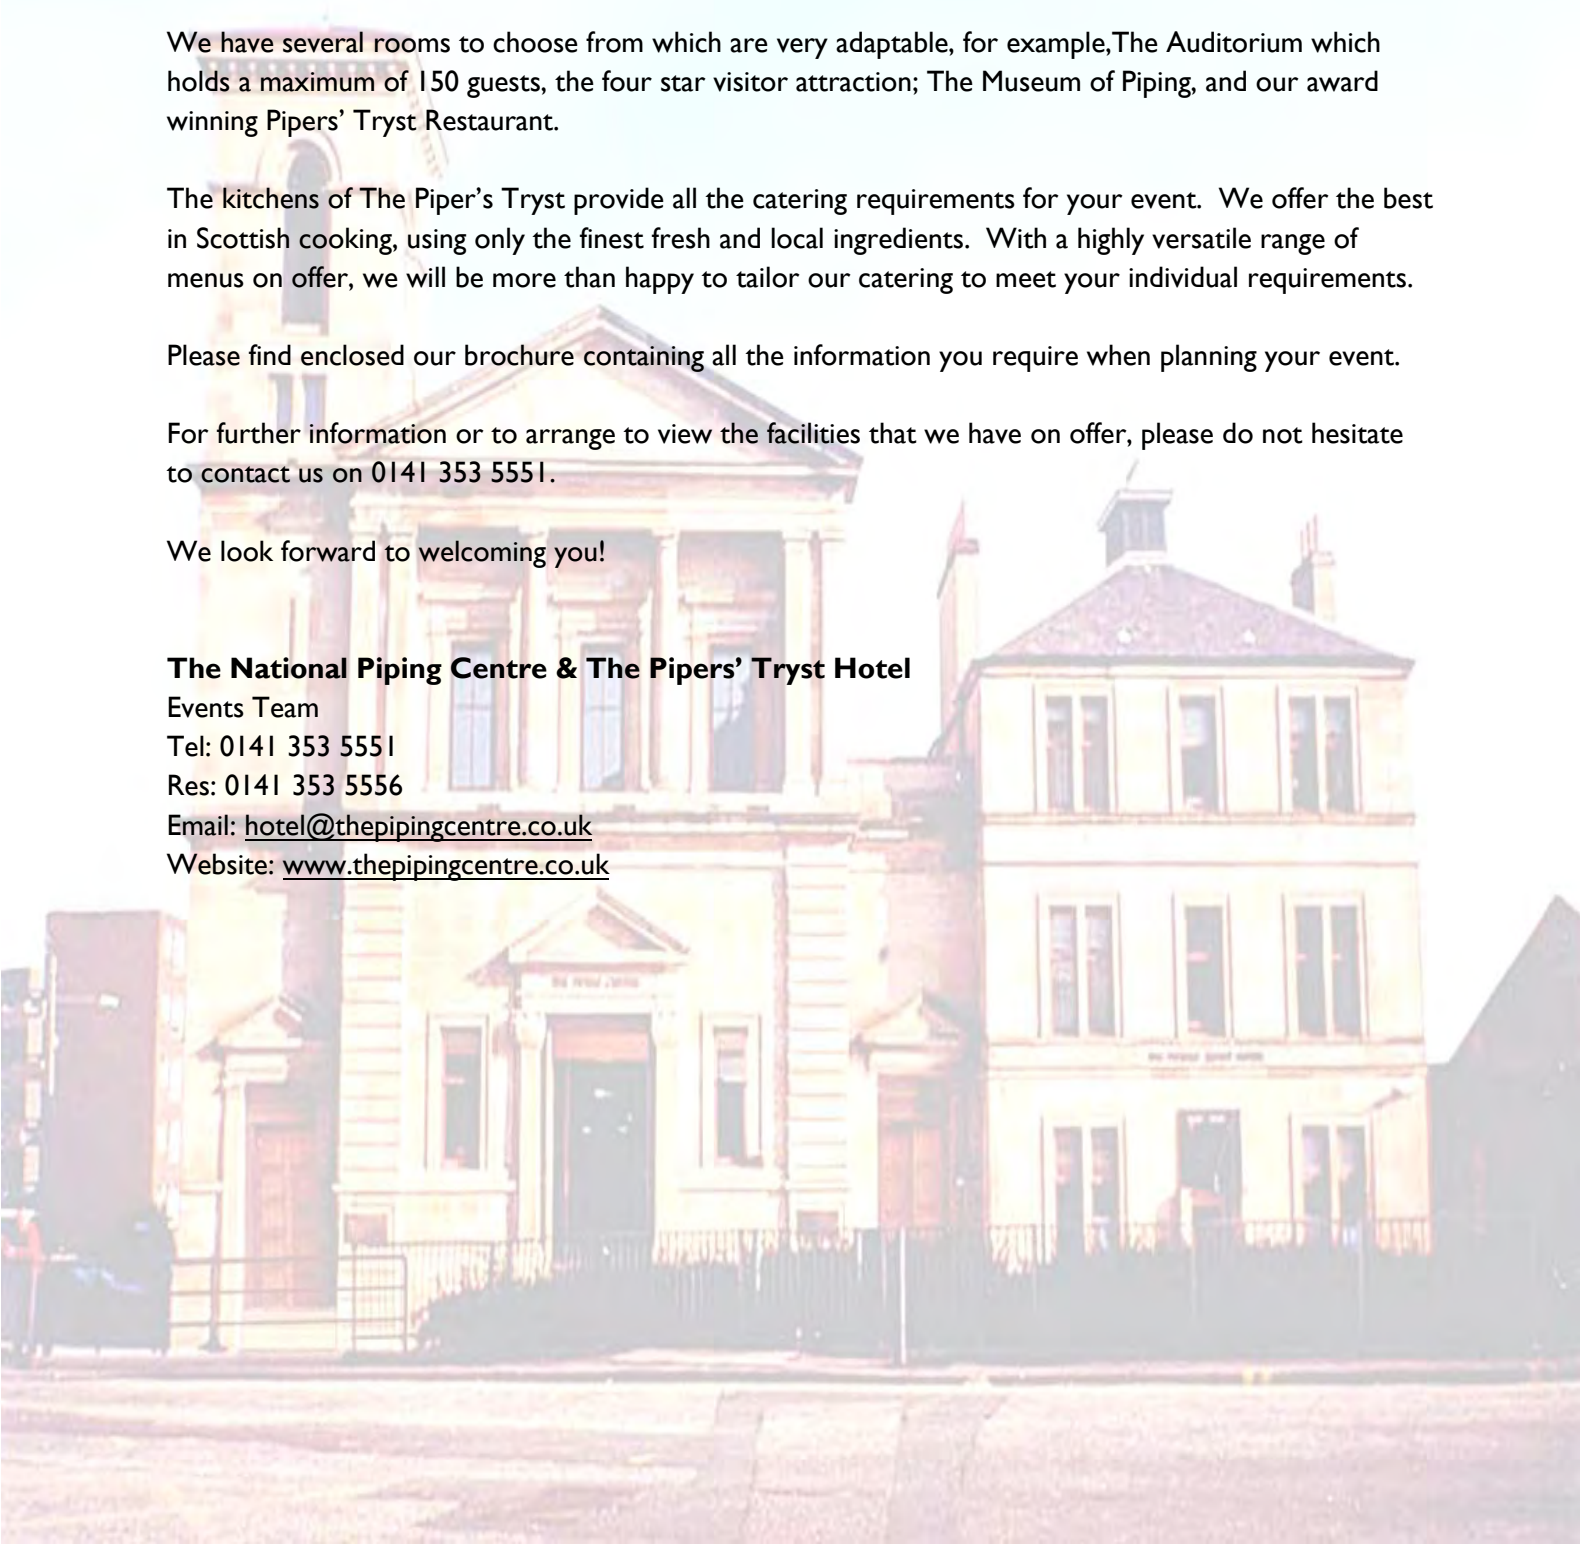 We have several rooms to choose from which are very adaptable, for example,The Auditorium which
holds a maximum of 150 guests, the four star visitor attraction; The Museum of Piping, and our award
winning Pipers’ Tryst Restaurant.
The kitchens of The Piper’s Tryst provide all the catering requirements for your event.  We offer the best
in Scottish cooking, using only the finest fresh and local ingredients.  With a highly versatile range of
menus on offer, we will be more than happy to tailor our catering to meet your individual requirements.
Please find enclosed our brochure containing all the information you require when planning your event.
For further information or to arrange to view the facilities that we have on offer, please do not hesitate
to contact us on 0141 353 5551.
We look forward to welcoming you!
The National Piping Centre & The Pipers’ Tryst Hotel
Events Team
Tel: 0141 353 5551
Res: 0141 353 5556
Email: hotel@thepipingcentre.co.uk
Website: www.thepipingcentre.co.uk